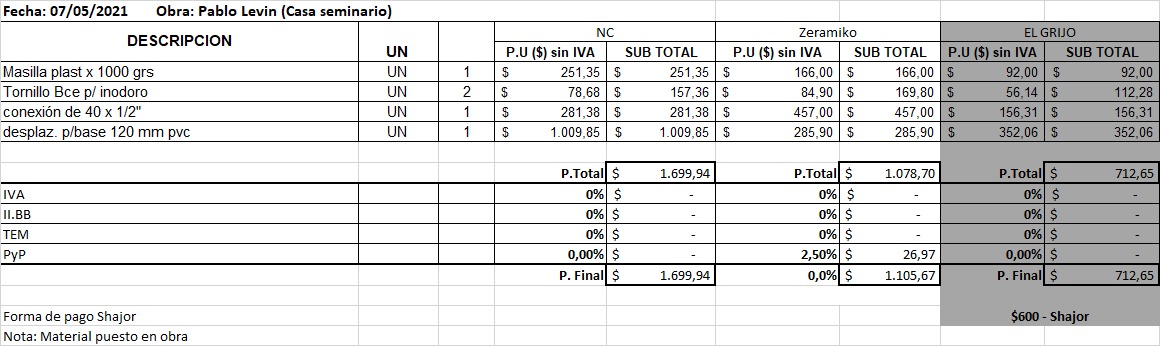 Fecha: 07/05/2021 Obra: Pablo Levin (Casa seminario)
DESCRIPCION UN NC Zeramiko EL GRIJO
P.U ($) sin IVA SUB TOTAL P.U ($) sin IVA SUB TOTAL P.U ($) sin IVA SUB TOTAL
Masilla plast x 1000 grs UN 1 $ 251,35 $ 251,35 $ 166,00 $ 166,00 $ 92,00 $ 92,00
Tornillo Bce p/ inodoro UN 2 $ 78,68 $ 157,36 $ 84,90 $ 169,80 $ 56,14 $ 112,28
conexión de 40 x 1/2" UN 1 $ 281,38 $ 281,38 $ 457,00 $ 457,00 $ 156,31 $ 156,31
desplaz. p/base 120 mm pvc UN 1 $ 1.009,85 $ 1.009,85 $ 285,90 $ 285,90 $ 352,06 $ 352,06
P.Total $ 1.699,94 P.Total $ 1.078,70 P.Total $ 712,65
IVA 0% $ - 0% $ - 0% $ -
II.BB 0% $ - 0% $ - 0% $ -
TEM 0% $ - 0% $ - 0% $ -
PyP 0,00% $ - 2,50% $ 26,97 0,00% $ -
P. Final $ 1.699,94 0,0% $ 1.105,67 P. Final $ 712,65
Forma de pago Shajor $600 - Shajor
Nota: Material puesto en obra